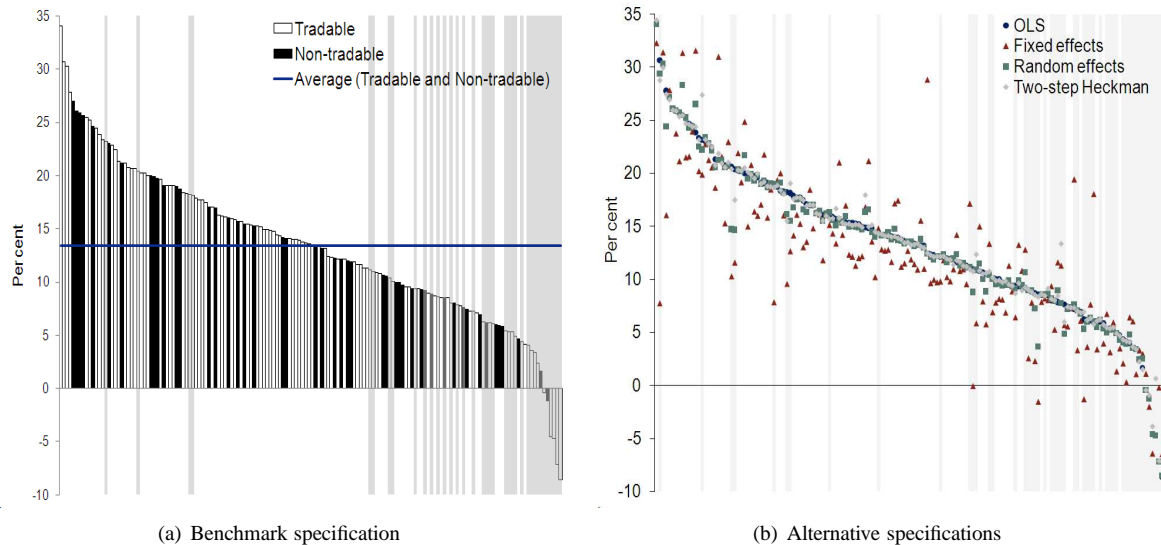 35
30
25
20
15
10
5
0
-5
-10
Per cent
Tradable
Non-tradable
Average (Tradable and Non-tradable)
(a) Benchmark specification
35
30
25
20
15
10
5
0
-5
-10
Per cent
OLS
Fixed effects
Random effects
Two-step Heckman
(b) Alternative specifications